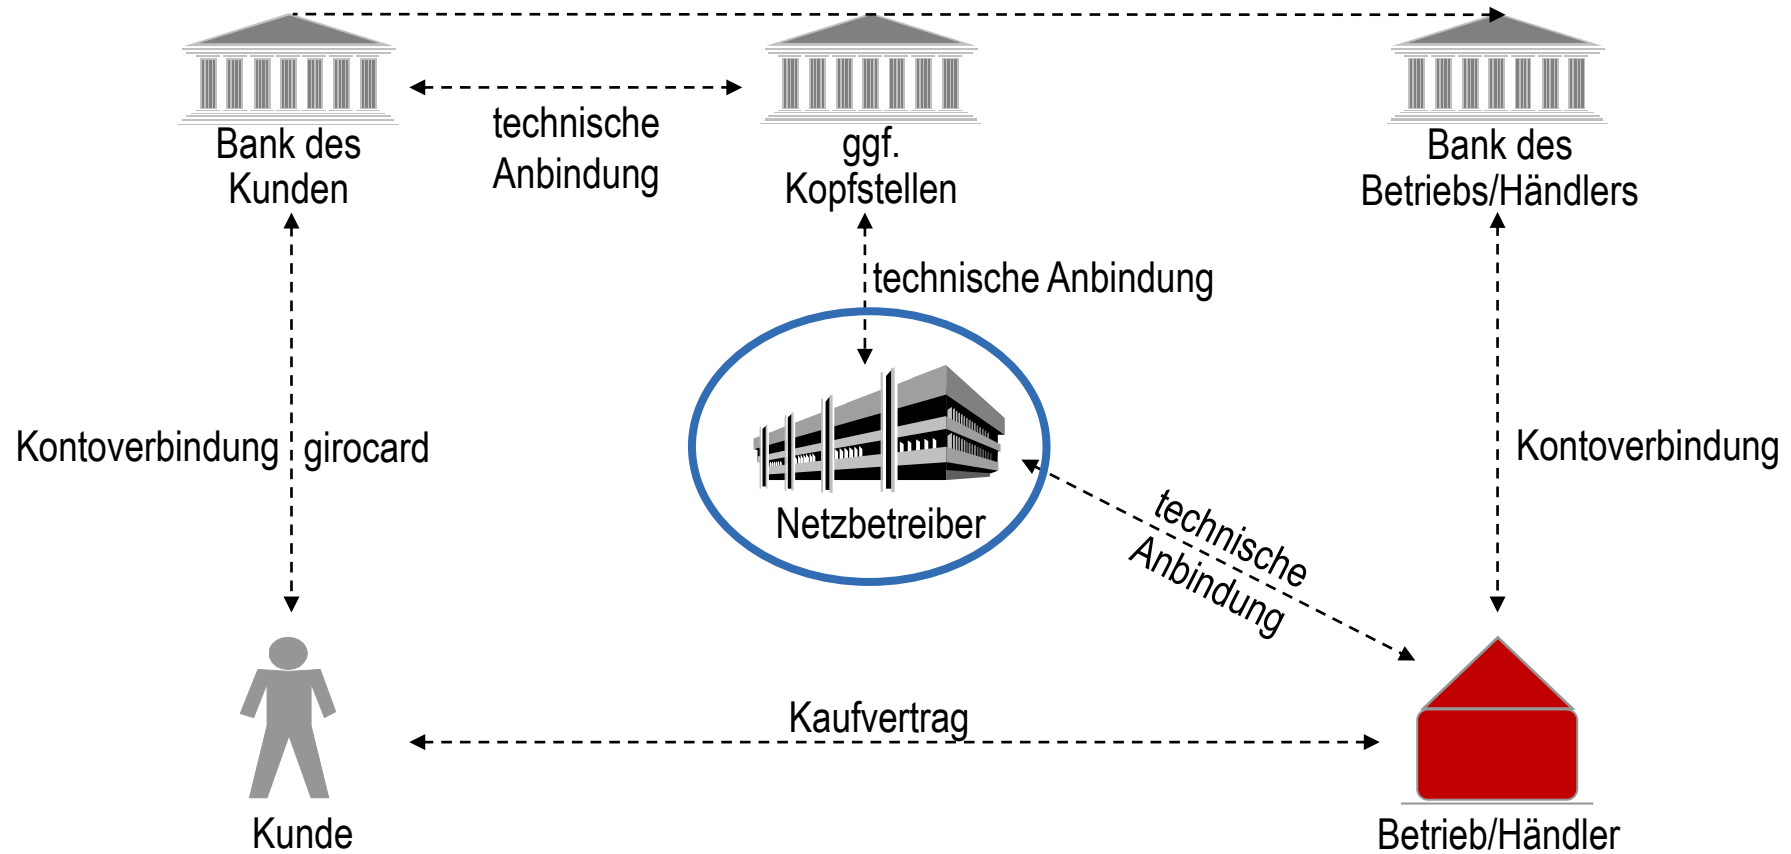 technische
Anbindung
Bank des
Kunden
ggf.
Kopfstellen
Bank des
Betriebs/Händlers
technische Anbindung
Kontoverbindung
girocard
Kontoverbindung
Netzbetreiber
technische
Anbindung
Kaufvertrag
Kunde
Betrieb/Händler